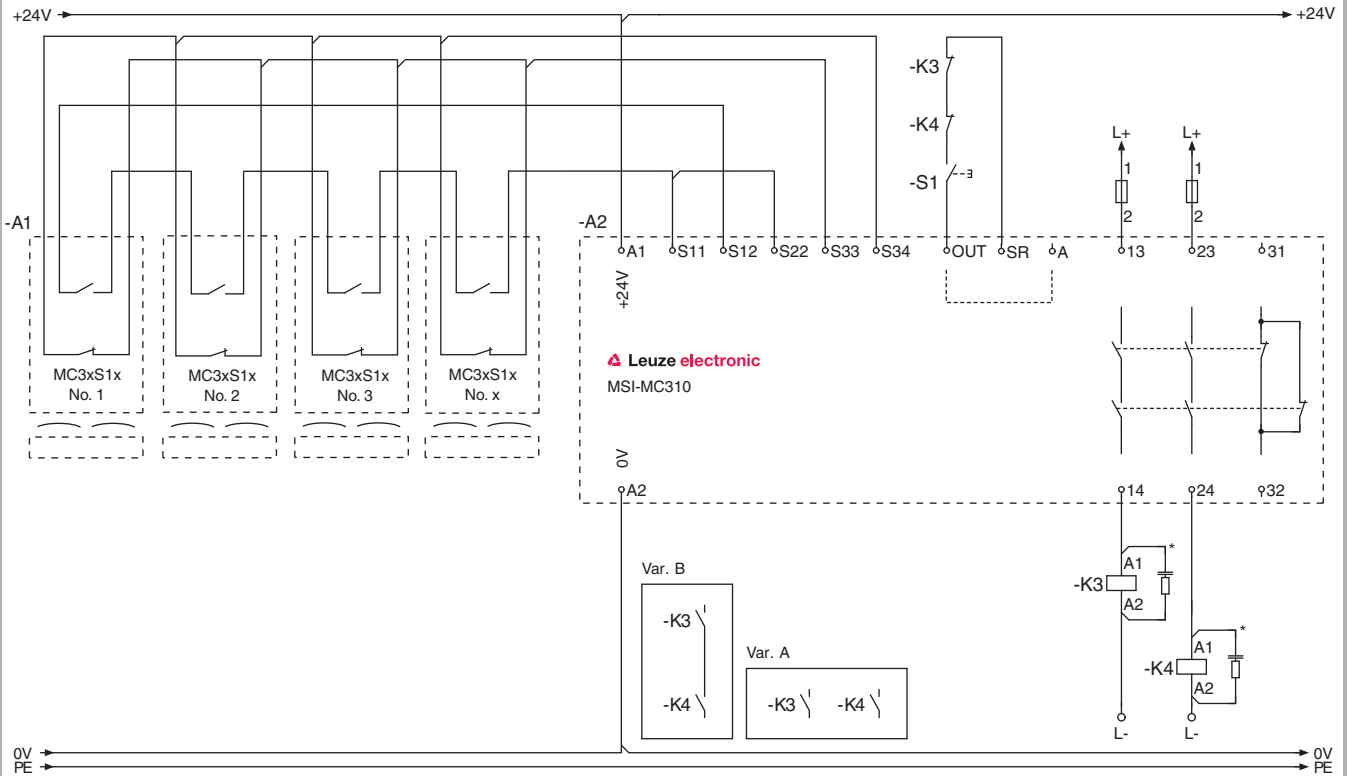 +24V
+24V
-K3
-K4
-S1
L+
L+
1
1
2
2
-A1
-A2
A1
S11
S12
S22
S33
S34
OUT
SR
A
13
23
31
+24V
Leuze electronic
MSI-MC310
MC3xS1x
No. 1
MC3xS1x
No. 2
MC3xS1x
No. 3
MC3xS1x
No. x
0V
A2
14
24
32
Var. B
-K3
-K4
Var. A
-K3
-K4
-K3
A1
A2
*
-K4
A1
A2
*
L-
L-
0V
0V
PE
PE